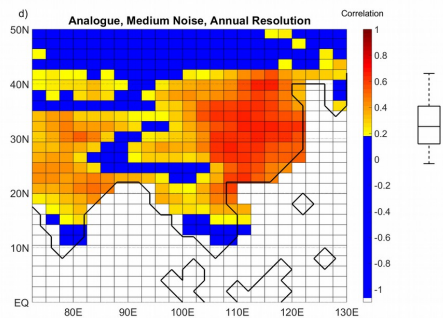 d)
Analogue, Medium Noise, Annual Resolution
Correlation
50N
40N
30N
20N
10N
EQ
80E
90E
100E
110E
120E
130E
1
0.8
0.6
0.4
0.2
0
-0.2
-0.4
-0.6
-0.8
-1